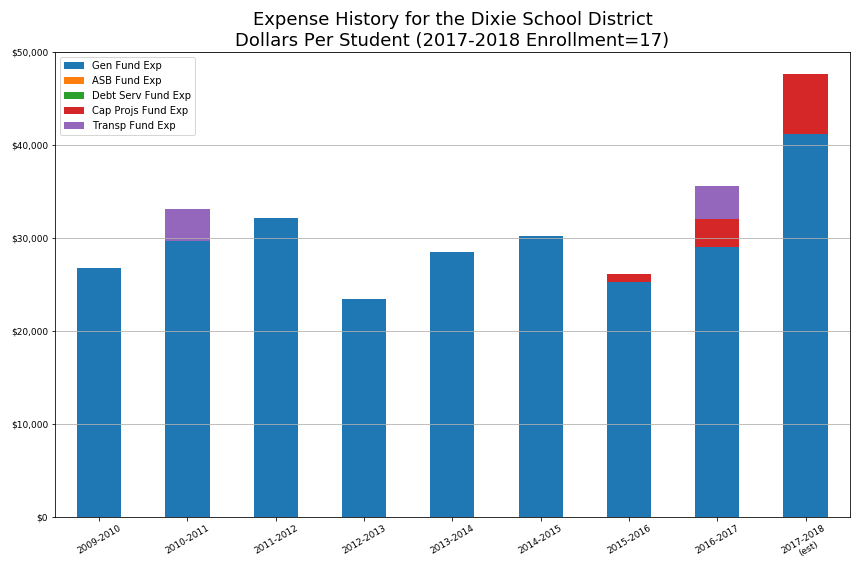 Expense History for the Dixie School District
Dollars Per Student (2017-2018 Enrollment=17)
Gen Fund Exp
ASB Fund Exp
Debt Serv Fund Exp
Cap Projs Fund Exp
Transp Fund Exp
$50,000
$40,000
$30,000
$20,000
$10,000
$0
2009-2010
2010-2011
2011-2012
2012-2013
2013-2014
2014-2015
2015-2016
2016-2017
2017-2018
(est)